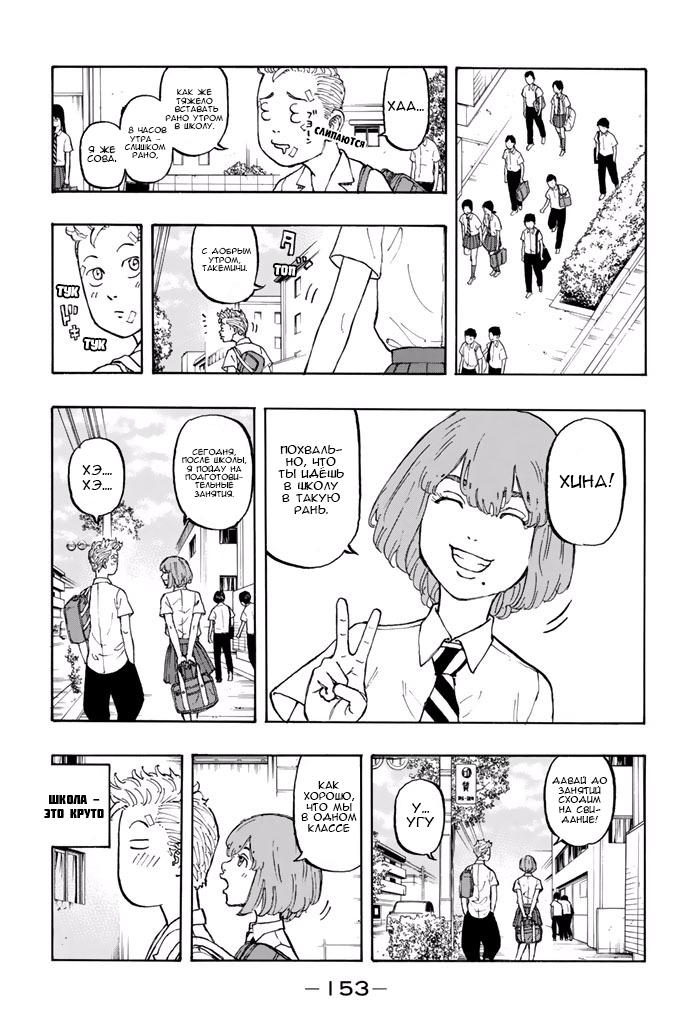 ХАА...
КАК ЖЕ
ТЯЖЕЛО
ВСТАВАТЬ
РАНО УТРОМ
В ШКОЛУ.
8 ЧАСОВ
УТРА -
СЛИШКОМ
РАНО,
Я ЖЕ
СОВА.
СЛИПАЮТСЯ
ТОП
С ДОБРЫМ
УТРОМ,
ТАКЕМИЧИ.
ТУК
ТУК
ХИНА!
ПОХВАЛЬ-
НО, ЧТО
ТЫ ИДЁШЬ
В ШКОЛУ
В ТАКУЮ
РАНЬ.
СЕГОДНЯ,
ПОСЛЕ ШКОЛЫ,
Я ПОЙДУ НА
ПОДГОТОВИ-
ТЕЛЬНЫЕ
ЗАНЯТИЯ.
ХЭ....
ХЭ....
ДАВАЙ ДО
ЗАНЯТИЙ
СХОДИМ
НА СВИ-
ДАНИЕ!
У...
УГУ
КАК
ХОРОШО,
ЧТО МЫ
В ОДНОМ
КЛАССЕ
ШКОЛА -
ЭТО КРУТО
-153-